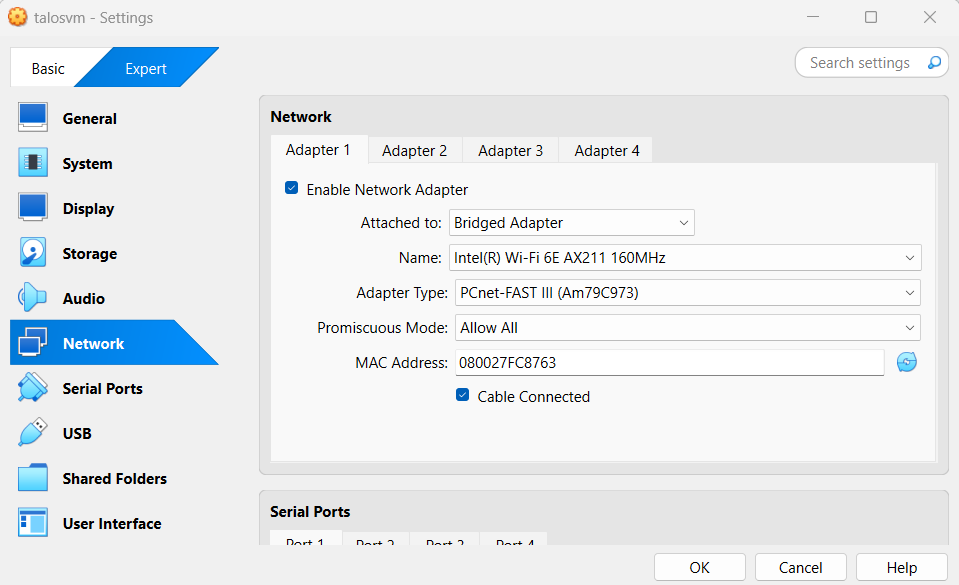 talosvm - Settings
Basic
Expert
Search settings
General
System
Display
Storage
Audio
Network
Serial Ports
USB
Shared Folders
User Interface
Network
Adapter 1 Adapter 2 Adapter 3 Adapter 4
Enable Network Adapter
Attached to: Bridged Adapter
Name: Intel(R) Wi-Fi 6E AX211 160MHz
Adapter Type: PCnet-FAST III (Am79C973)
Promiscuous Mode: Allow All
MAC Address: 080027FC8763
Cable Connected
Serial Ports
Port 1 Port 2 Port 3 Port 4
OK Cancel Help